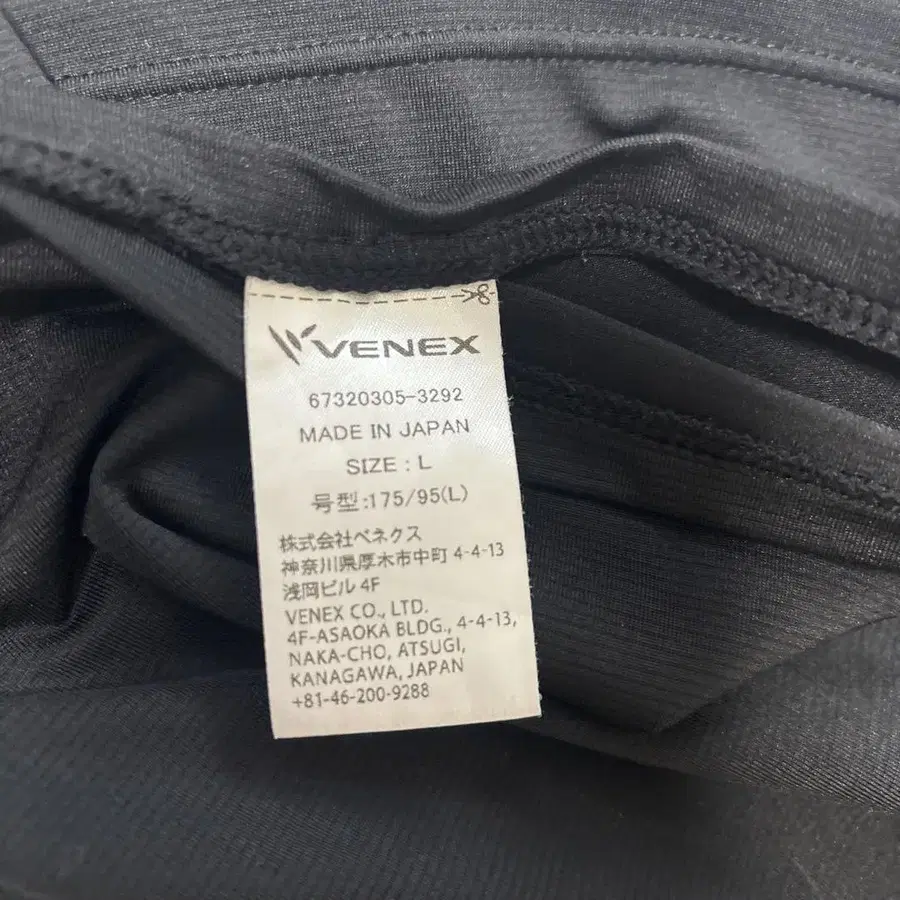 VENEX
67320305-3292
MADE IN JAPAN
SIZE : L
号型:175/95(L)
株式会社ベネクス
神奈川県厚木市中町 4-4-13
浅岡ビル 4F
VENEX CO., LTD.
4F-ASAOKA BLDG., 4-4-13,
NAKA-CHO, ATSUGI,
KANAGAWA, JAPAN
+81-46-200-9288